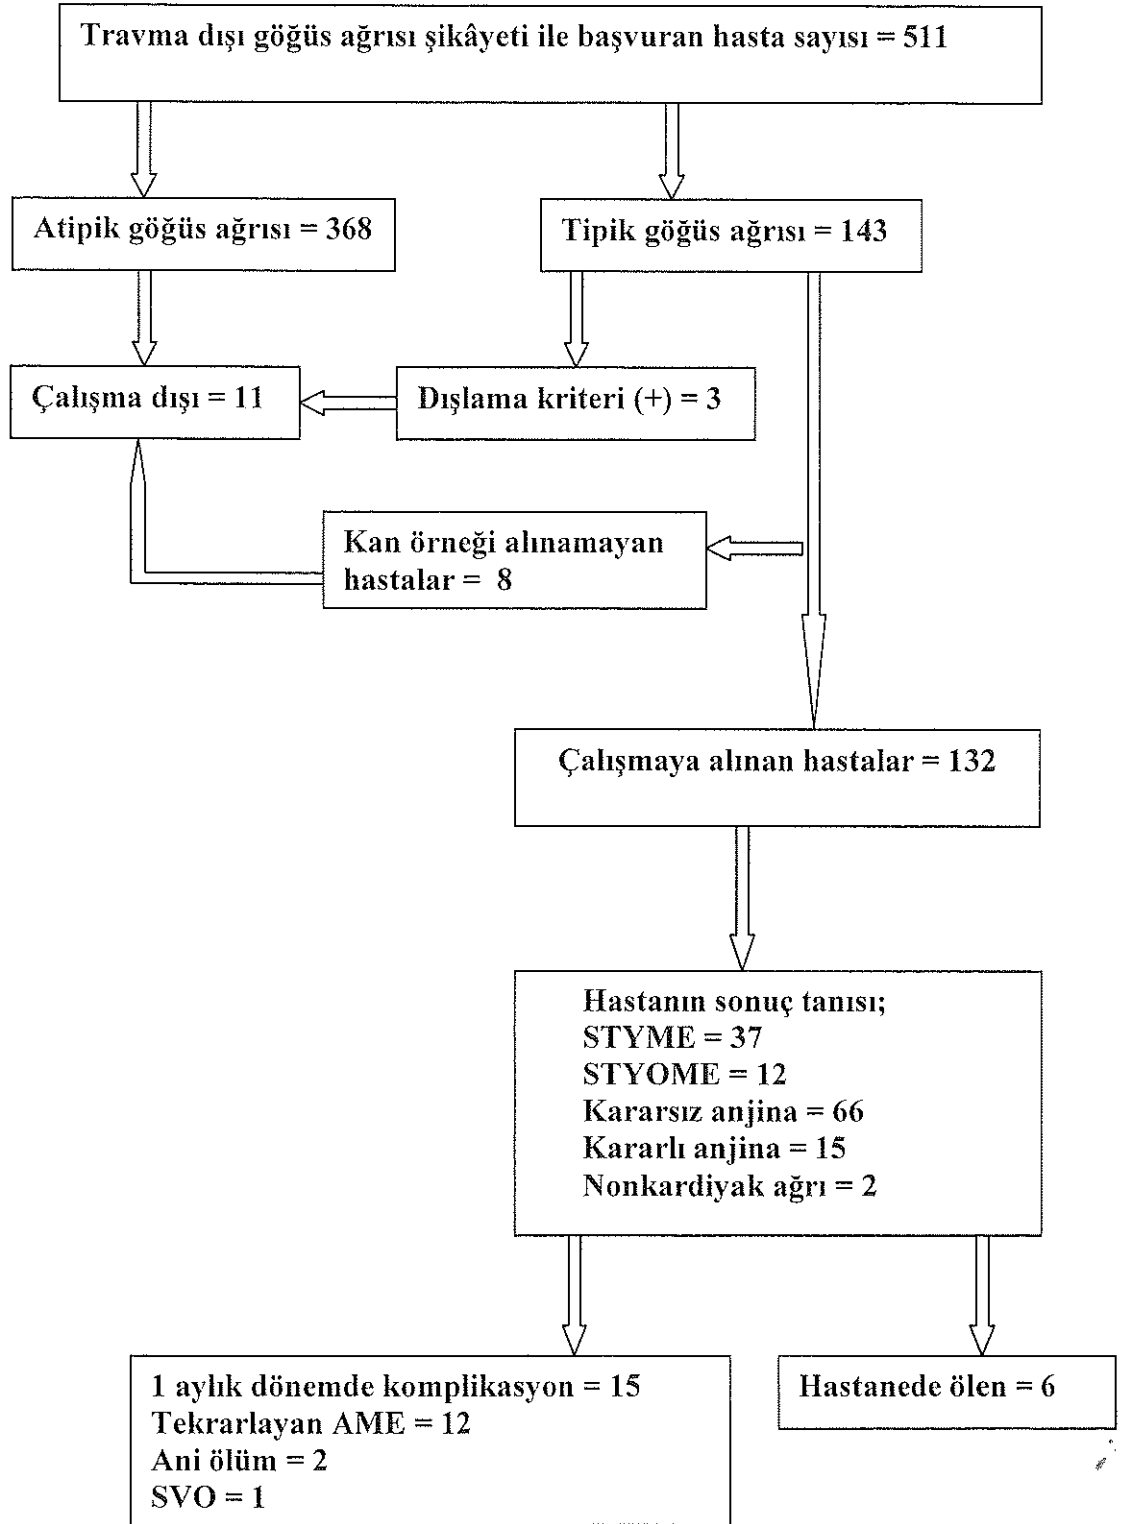 Travma dışı göğüs ağrısı şikâyeti ile başvuran hasta sayısı = 511
Atipik göğüs ağrısı = 368
Tipik göğüs ağrısı = 143
Çalışma dışı = 11
Dışlama kriteri (+) = 3
Kan örneği alınamayan
hastalar = 8
Çalışmaya alınan hastalar = 132
Hastanın sonuç tanısı;
STYME = 37
STYOME = 12
Kararsız anjina = 66
Kararlı anjina = 15
Nonkardiyak ağrı = 2
1 aylık dönemde komplikasyon = 15
Tekrarlayan AME = 12
Ani ölüm = 2
SVO = 1
Hastanede ölen = 6